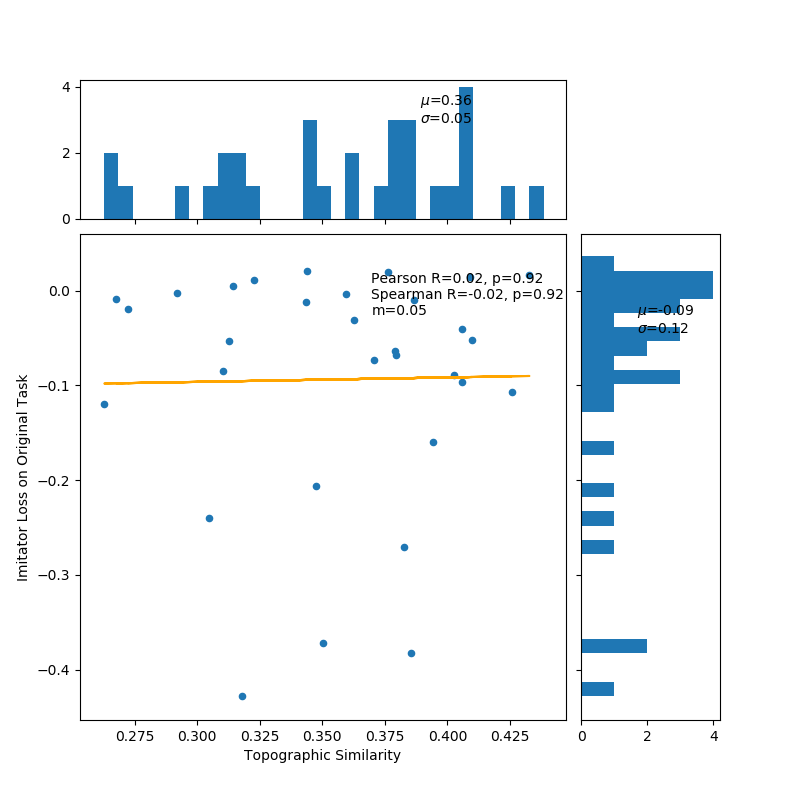 4
2
0
μ=0.36
σ=0.05
0.0
−0.1
−0.2
−0.3
−0.4
Imitator Loss on Original Task
Pearson R=0.02, p=0.92
Spearman R=-0.02, p=0.92
m=0.05
0.275 0.300 0.325 0.350 0.375 0.400 0.425
Topographic Similarity
μ=-0.09
σ=0.12
0 2 4